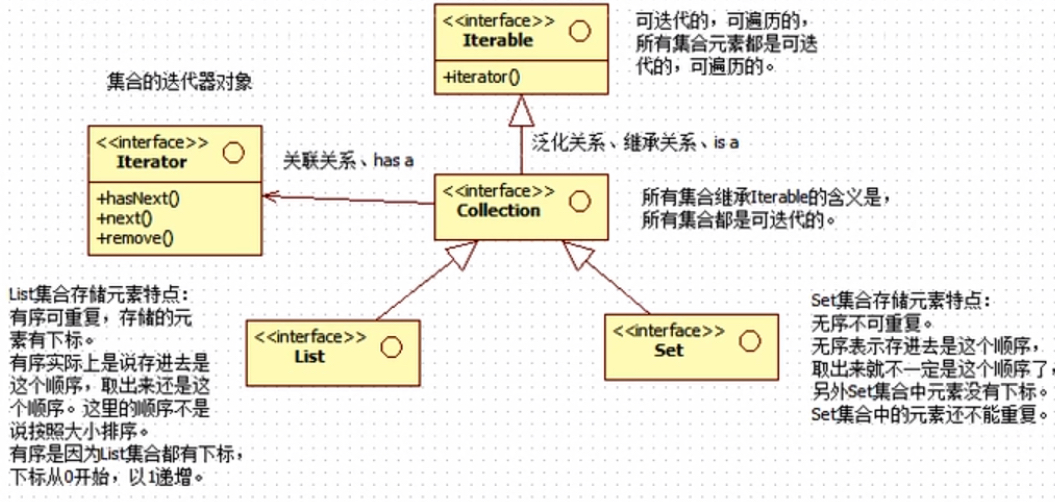 <<interface>>
Iterable
+iterator()
可迭代的，可遍历的，
所有集合元素都是可迭
代的，可遍历的。
集合的迭代器对象
<<interface>>
Iterator
+hasNext()
+next()
+remove()
关联关系、has a
泛化关系、继承关系、is a
<<interface>>
Collection
所有集合继承Iterable的含义是，
所有集合都是可迭代的。
List集合存储元素特点：
有序可重复，存储的元
素有下标。
有序实际上是说存进去是
这个顺序，取出来还是这
个顺序。这里的顺序不是
说按照大小排序。
有序是因为List集合都有下标，
下标从0开始，以1递增。
<<interface>>
List
<<interface>>
Set
Set集合存储元素特点：
无序不可重复。
无序表示存进去是这个顺序，
取出来就不一定是这个顺序了，
另外Set集合中元素没有下标。
Set集合中的元素还不能重复。